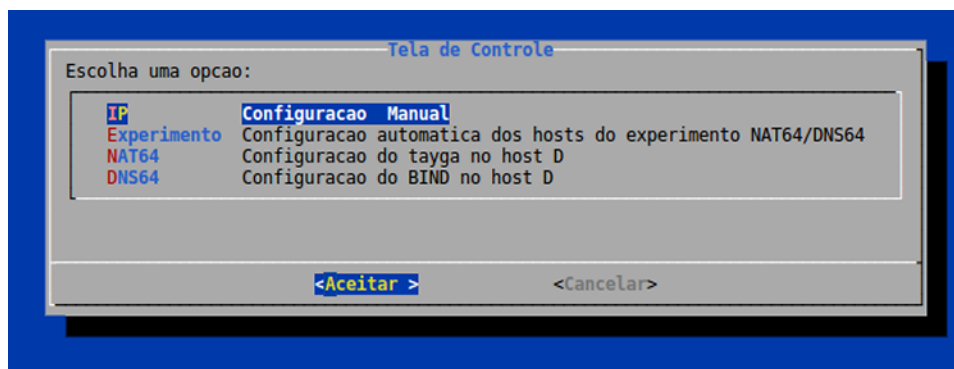 Tela de Controle
Escolha uma opcao:
IP Configuracao Manual
Experimento Configuracao automatica dos hosts do experimento NAT64/DNS64
NAT64 Configuracao do tayga no host D
DNS64 Configuracao do BIND no host D
<Aceitar > <Cancelar>